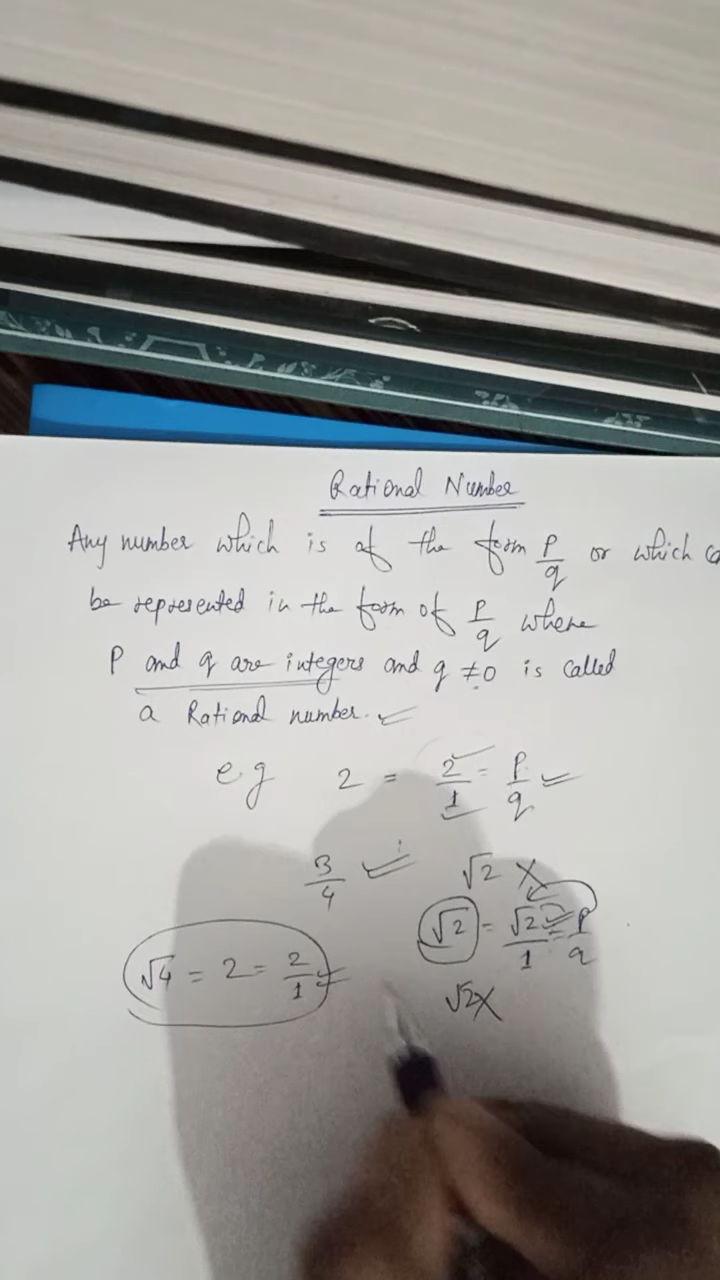 Rational Number
Any number which is of the form P/q or which ca
be represented in the form of P/q where
P and q are integers and q ≠ 0 is called
a Rational number. ✓
e.g 2 = 2/1 = P/q ✓
3/4 ✓ √2 X
√2 = √2/1 = P/q
√4 = 2 = 2/1 ✓
√2 X